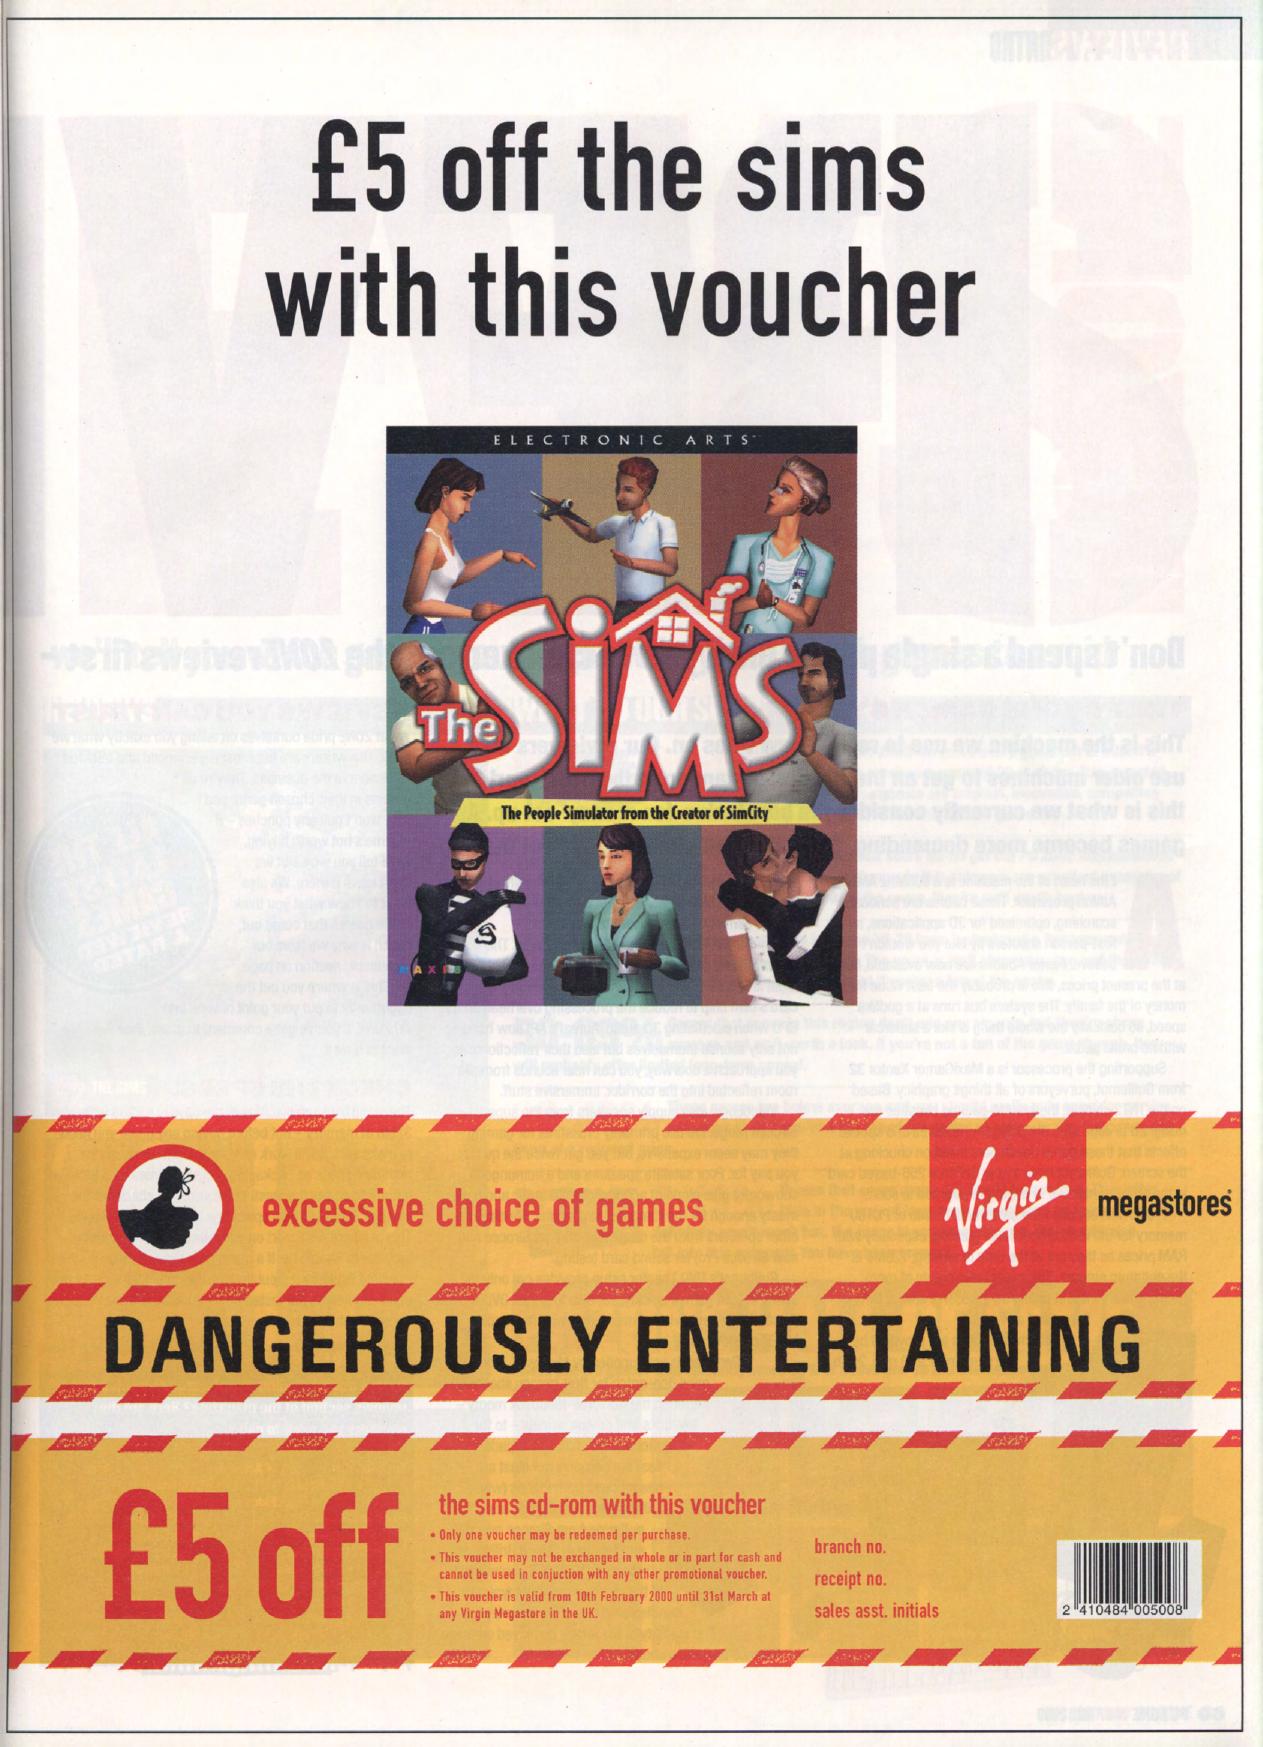 £5 off the sims
with this voucher
ELECTRONIC ARTS™
The SiMS
The People Simulator from the Creator of SimCity™
MAXIS
excessive choice of games
Virgin megastores
DANGEROUSLY ENTERTAINING
£5 off
the sims cd-rom with this voucher
• Only one voucher may be redeemed per purchase.
• This voucher may not be exchanged in whole or in part for cash and
cannot be used in conjuction with any other promotional voucher.
• This voucher is valid from 10th February 2000 until 31st March at
any Virgin Megastore in the UK.
branch no.
receipt no.
sales asst. initials
2 410484 005008